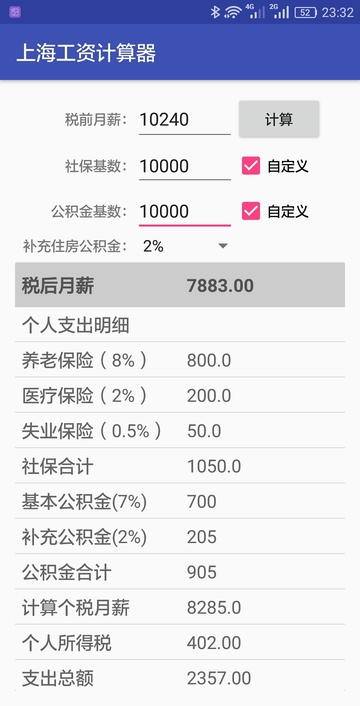 4G 2G 52 23:32
上海工资计算器
税前月薪: 10240 计算
社保基数: 10000 自定义
公积金基数: 10000 自定义
补充住房公积金: 2%
税后月薪 7883.00
个人支出明细
养老保险（8%） 800.0
医疗保险（2%） 200.0
失业保险（0.5%） 50.0
社保合计 1050.0
基本公积金(7%) 700
补充公积金(2%) 205
公积金合计 905
计算个税月薪 8285.0
个人所得税 402.00
支出总额 2357.00